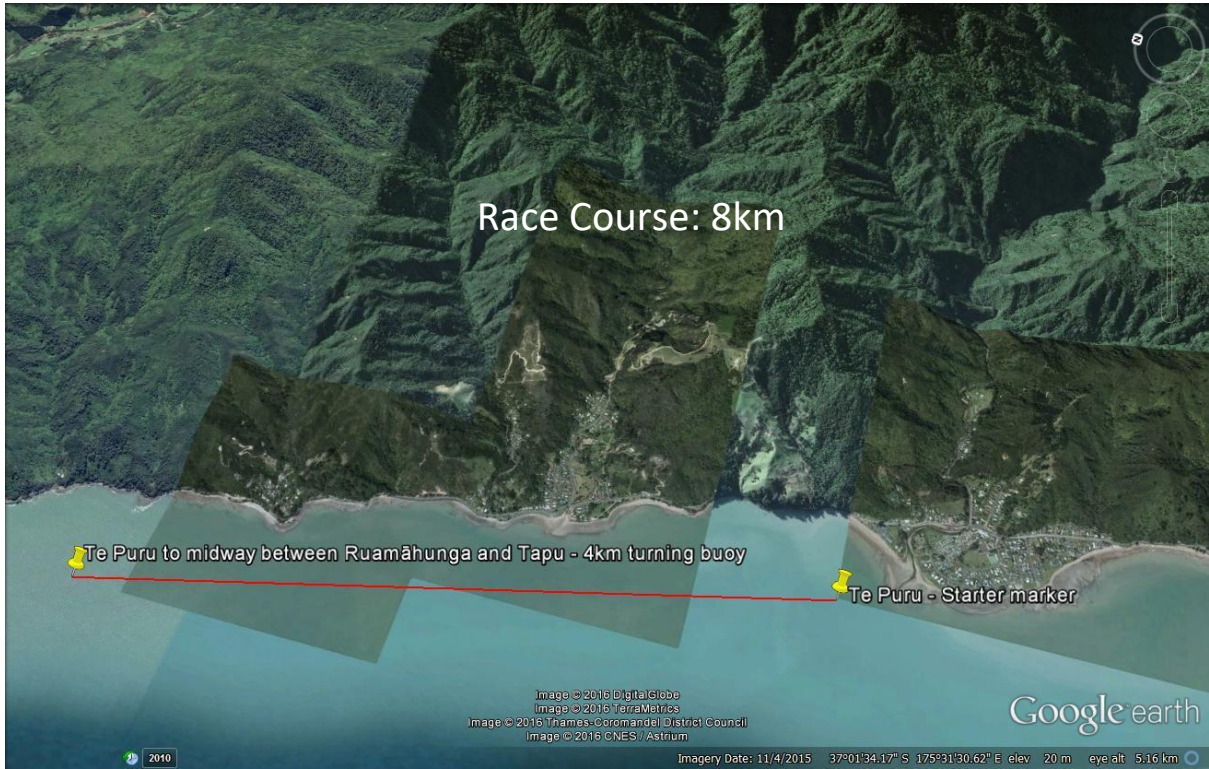 N
Race Course: 8km
Te Puru to midway between Ruamāhunga and Tapu - 4km turning buoy
Te Puru - Starter marker
Image © 2016 DigitalGlobe
Image © 2016 TerraMetrics
Image © 2016 Thames-Coromandel District Council
Image © 2016 CNES / Astrium
Google earth
2010
Imagery Date: 11/4/2015 37°01'34.17" S 175°31'30.62" E elev 20 m eye alt 5.16 km